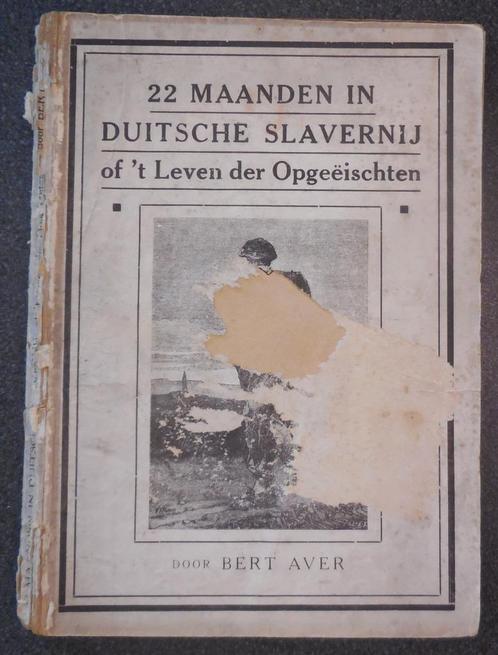 22 MAANDEN IN
DUITSCHE SLAVERNIJ
of 't Leven der Opgeëischten
DOOR BERT AVER